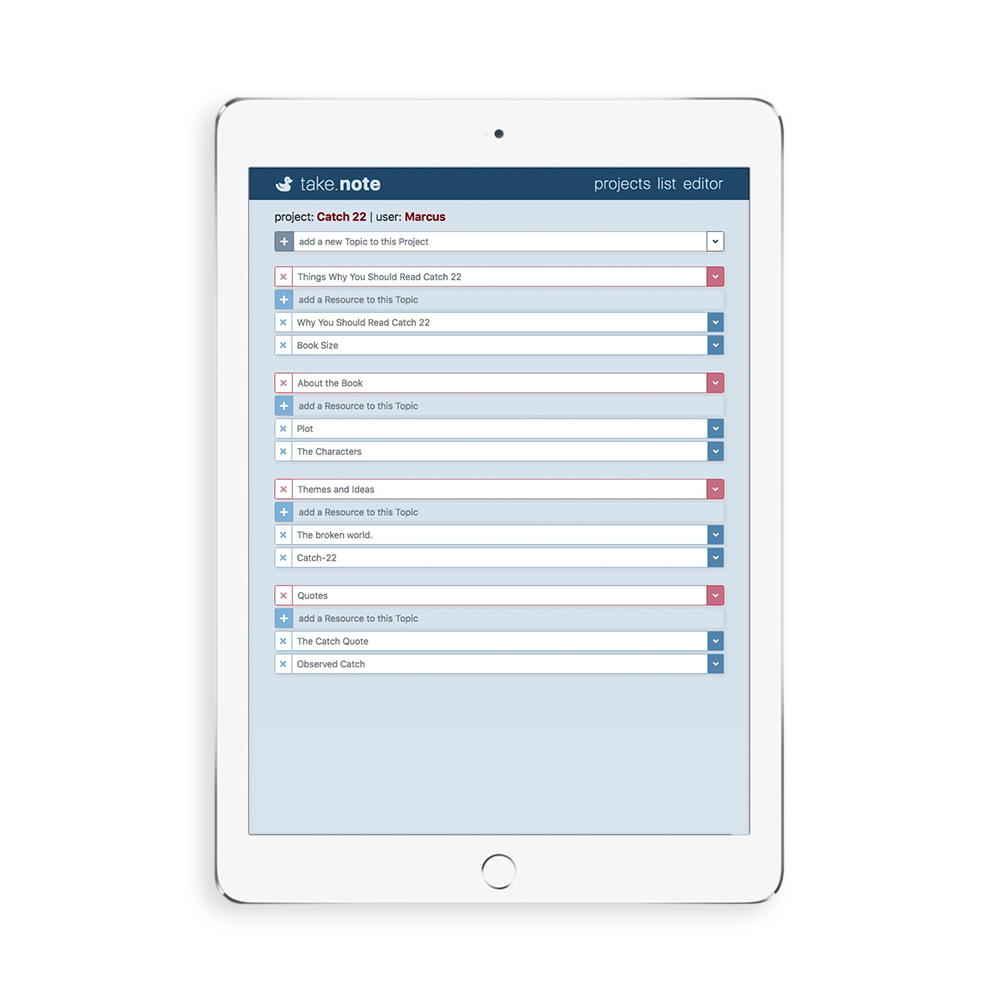 take.note projects list editor
project: Catch 22 | user: Marcus
add a new Topic to this Project
Things Why You Should Read Catch 22
add a Resource to this Topic
Why You Should Read Catch 22
Book Size
About the Book
add a Resource to this Topic
Plot
The Characters
Themes and Ideas
add a Resource to this Topic
The broken world.
Catch-22
Quotes
add a Resource to this Topic
The Catch Quote
Observed Catch